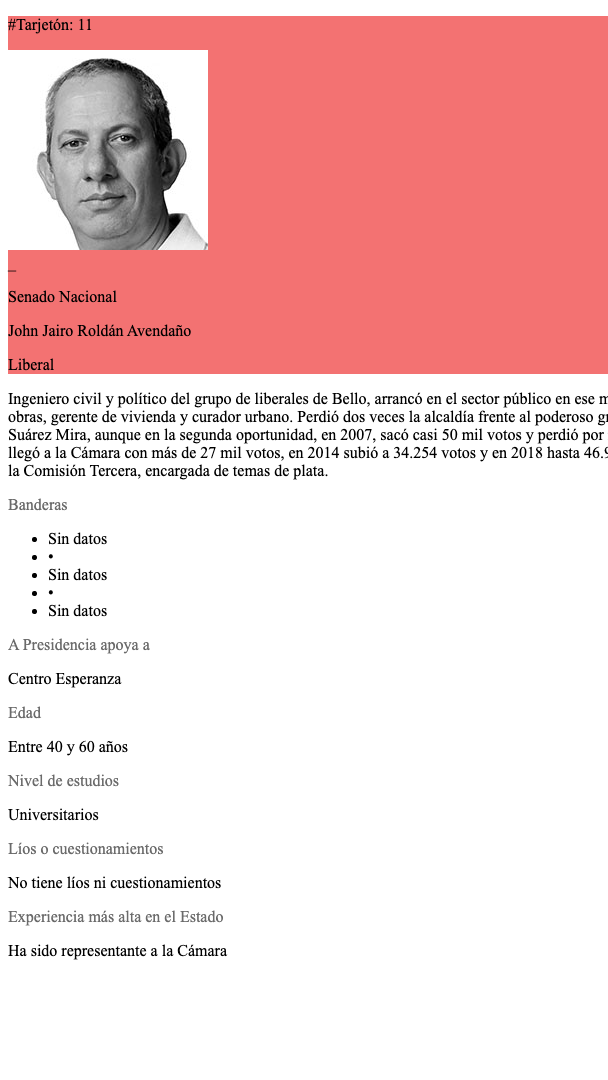 #Tarjetón: 11
_
Senado Nacional
John Jairo Roldán Avendaño
Liberal
Ingeniero civil y político del grupo de liberales de Bello, arrancó en el sector público en ese
obras, gerente de vivienda y curador urbano. Perdió dos veces la alcaldía frente al poderoso
Suárez Mira, aunque en la segunda oportunidad, en 2007, sacó casi 50 mil votos y perdió por
llegó a la Cámara con más de 27 mil votos, en 2014 subió a 34.254 votos y en 2018 hasta
la Comisión Tercera, encargada de temas de plata.
Banderas
• Sin datos
• •
• Sin datos
• •
• Sin datos
A Presidencia apoya a
Centro Esperanza
Edad
Entre 40 y 60 años
Nivel de estudios
Universitarios
Líos o cuestionamientos
No tiene líos ni cuestionamientos
Experiencia más alta en el Estado
Ha sido representante a la Cámara